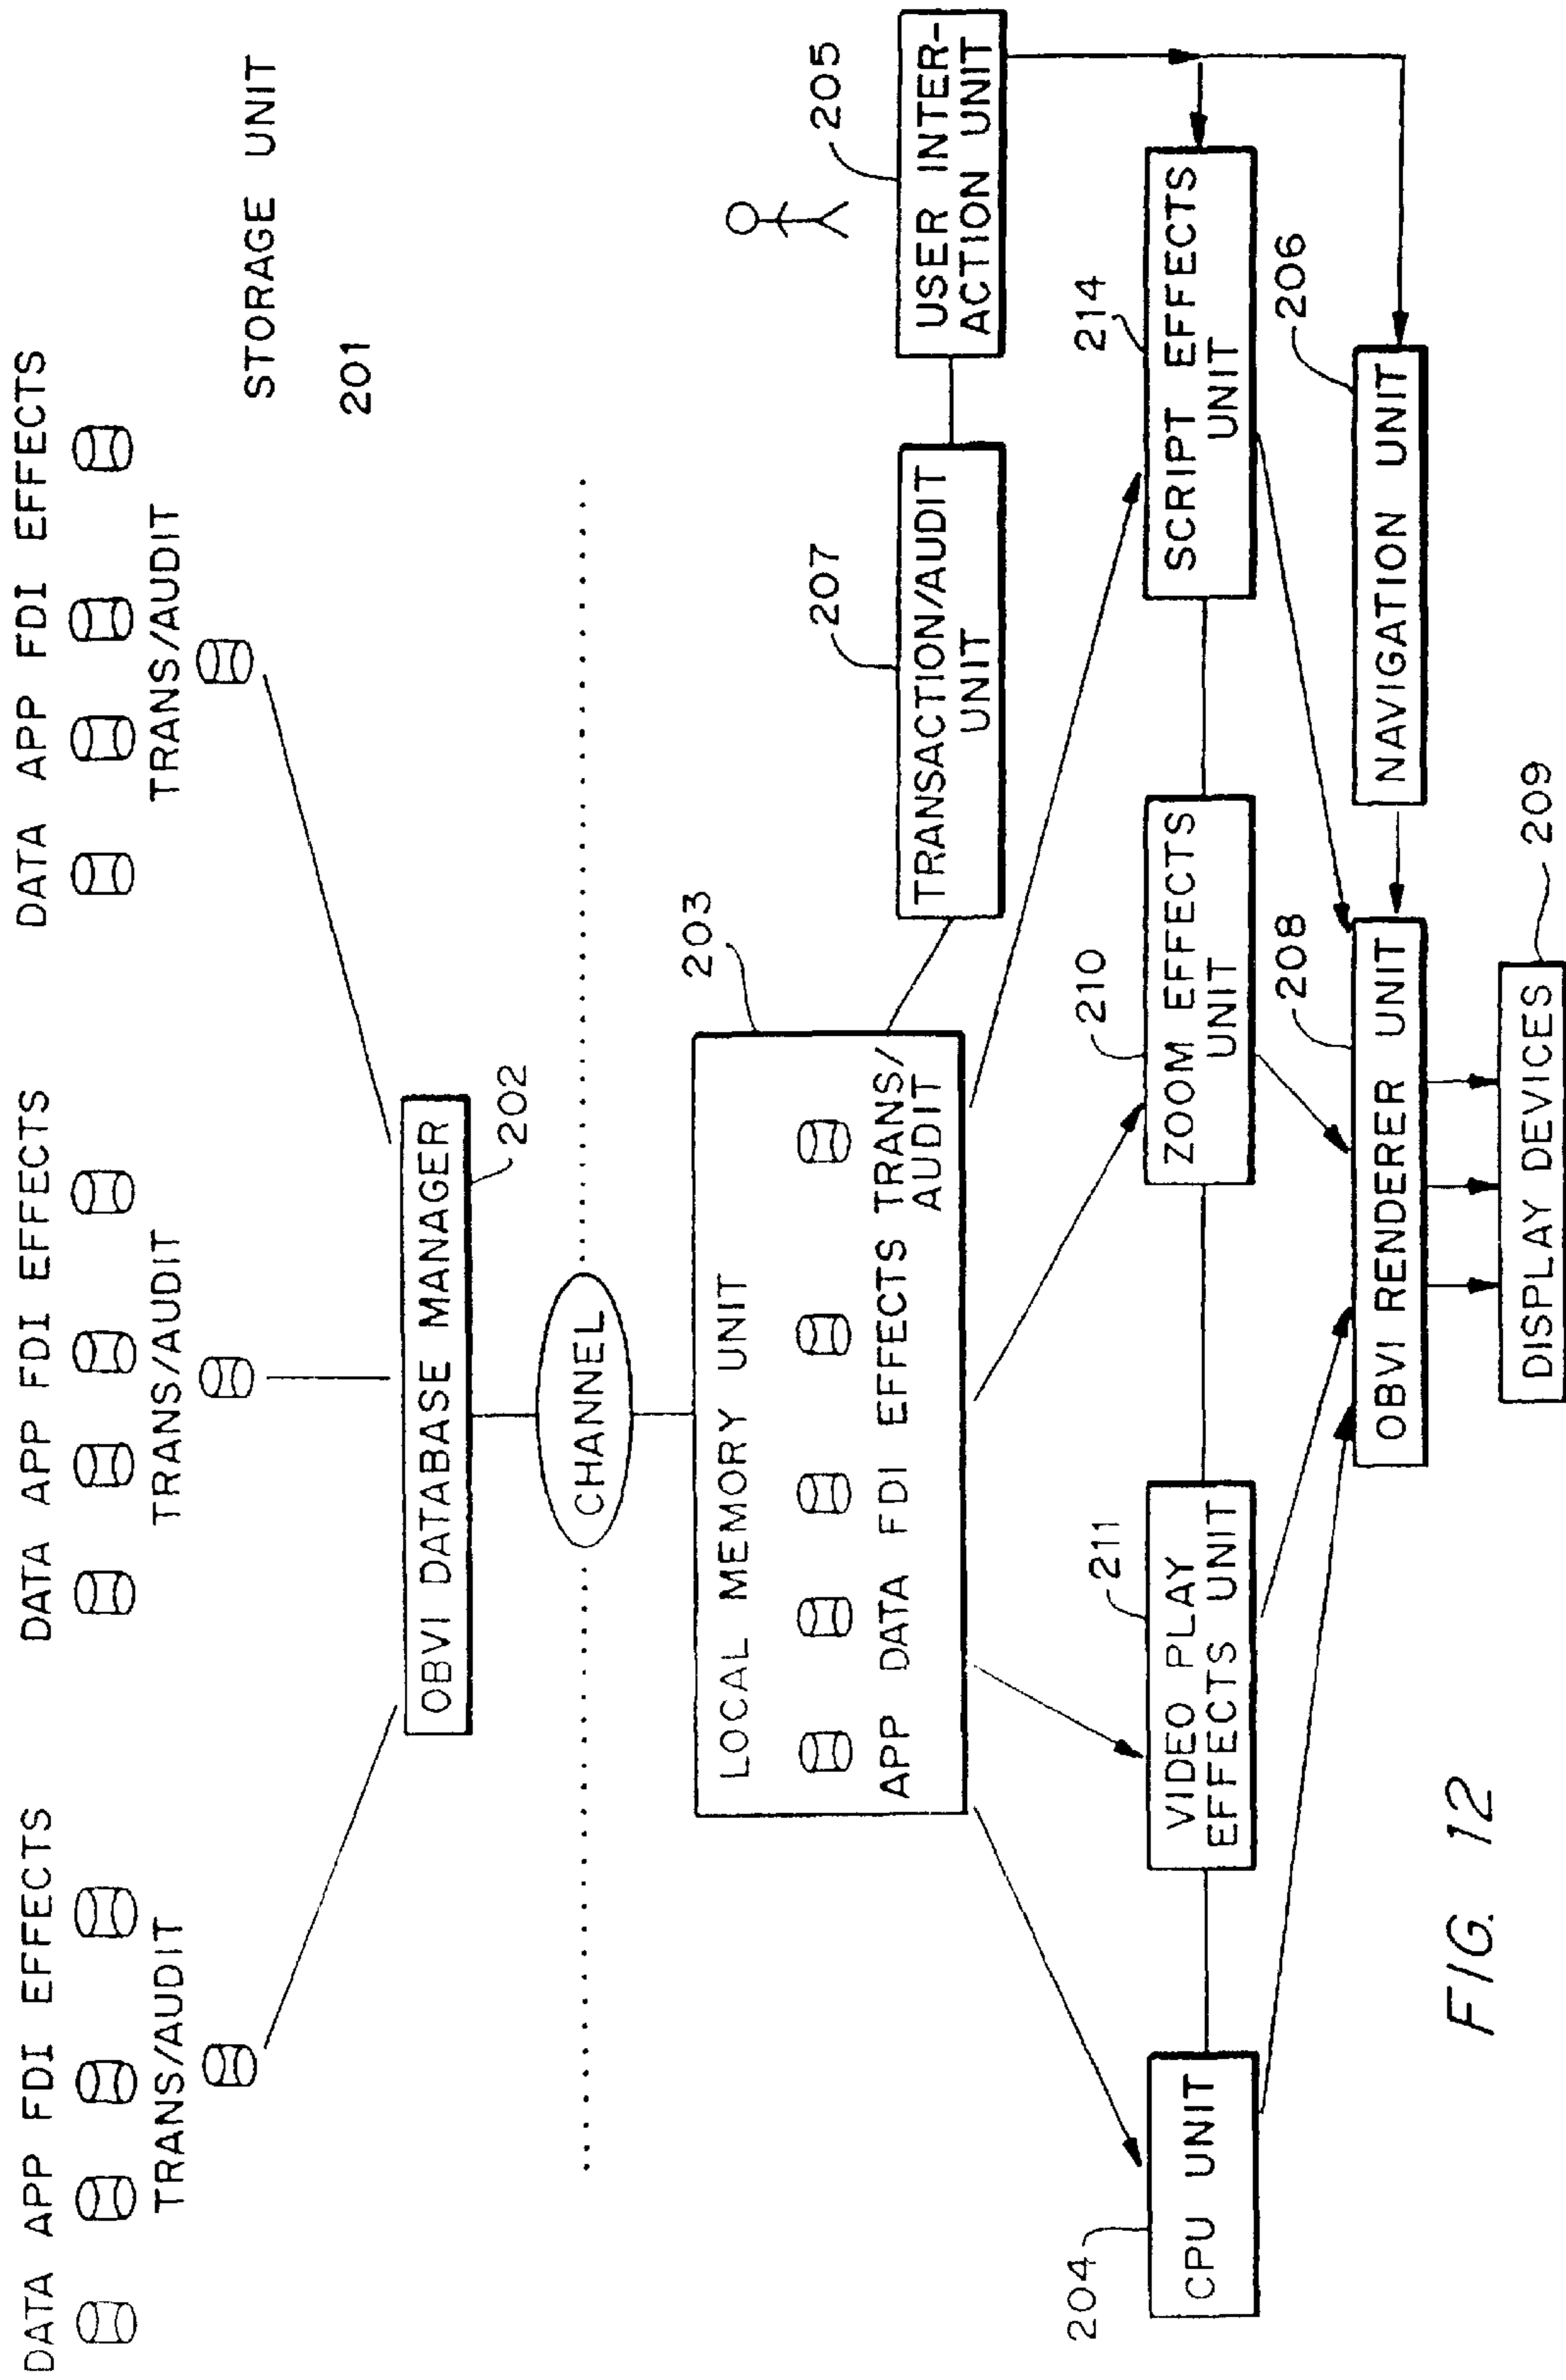 DATA APP FDI EFFECTS
DATA APP FDI EFFECTS
DATA APP FDI EFFECTS
TRANS/AUDIT
TRANS/AUDIT
TRANS/AUDIT
STORAGE UNIT
201
OBVI DATABASE MANAGER
202
CHANNEL
203
LOCAL MEMORY UNIT
APP DATA FDI EFFECTS TRANS/
AUDIT
207
TRANSACTION/AUDIT
UNIT
205
USER INTER-
ACTION UNIT
204
CPU UNIT
211
VIDEO PLAY
EFFECTS UNIT
210
ZOOM EFFECTS
UNIT
214
SCRIPT EFFECTS
UNIT
208
OBVI RENDERER UNIT
206
NAVIGATION UNIT
DISPLAY DEVICES
209
FIG. 12